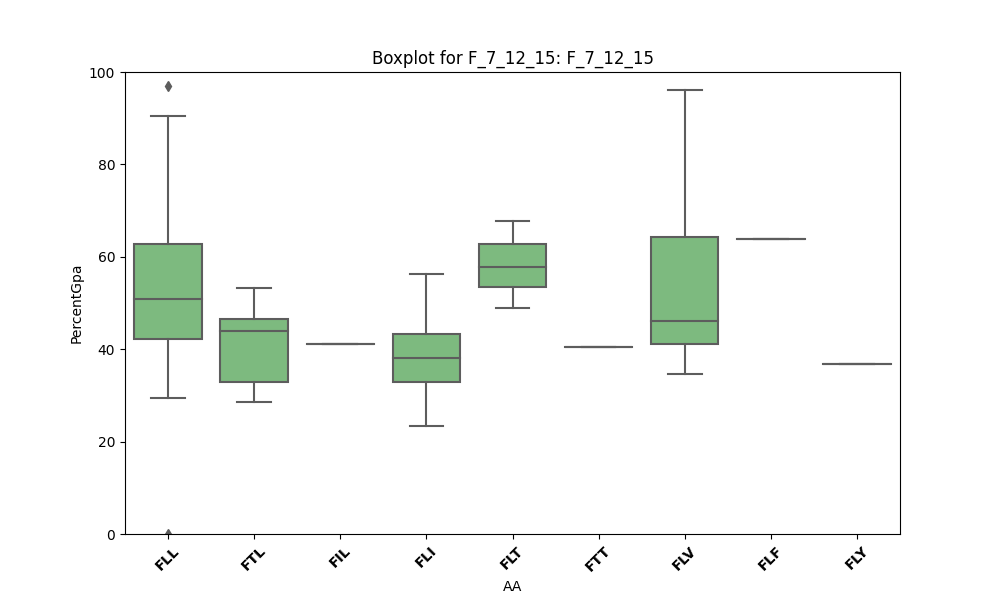 Boxplot for F_7_12_15: F_7_12_15
PercentGpa
100
80
60
40
20
0
FLL
FTL
FIL
FLI
FLT
FTT
FLV
FLF
FLY
AA